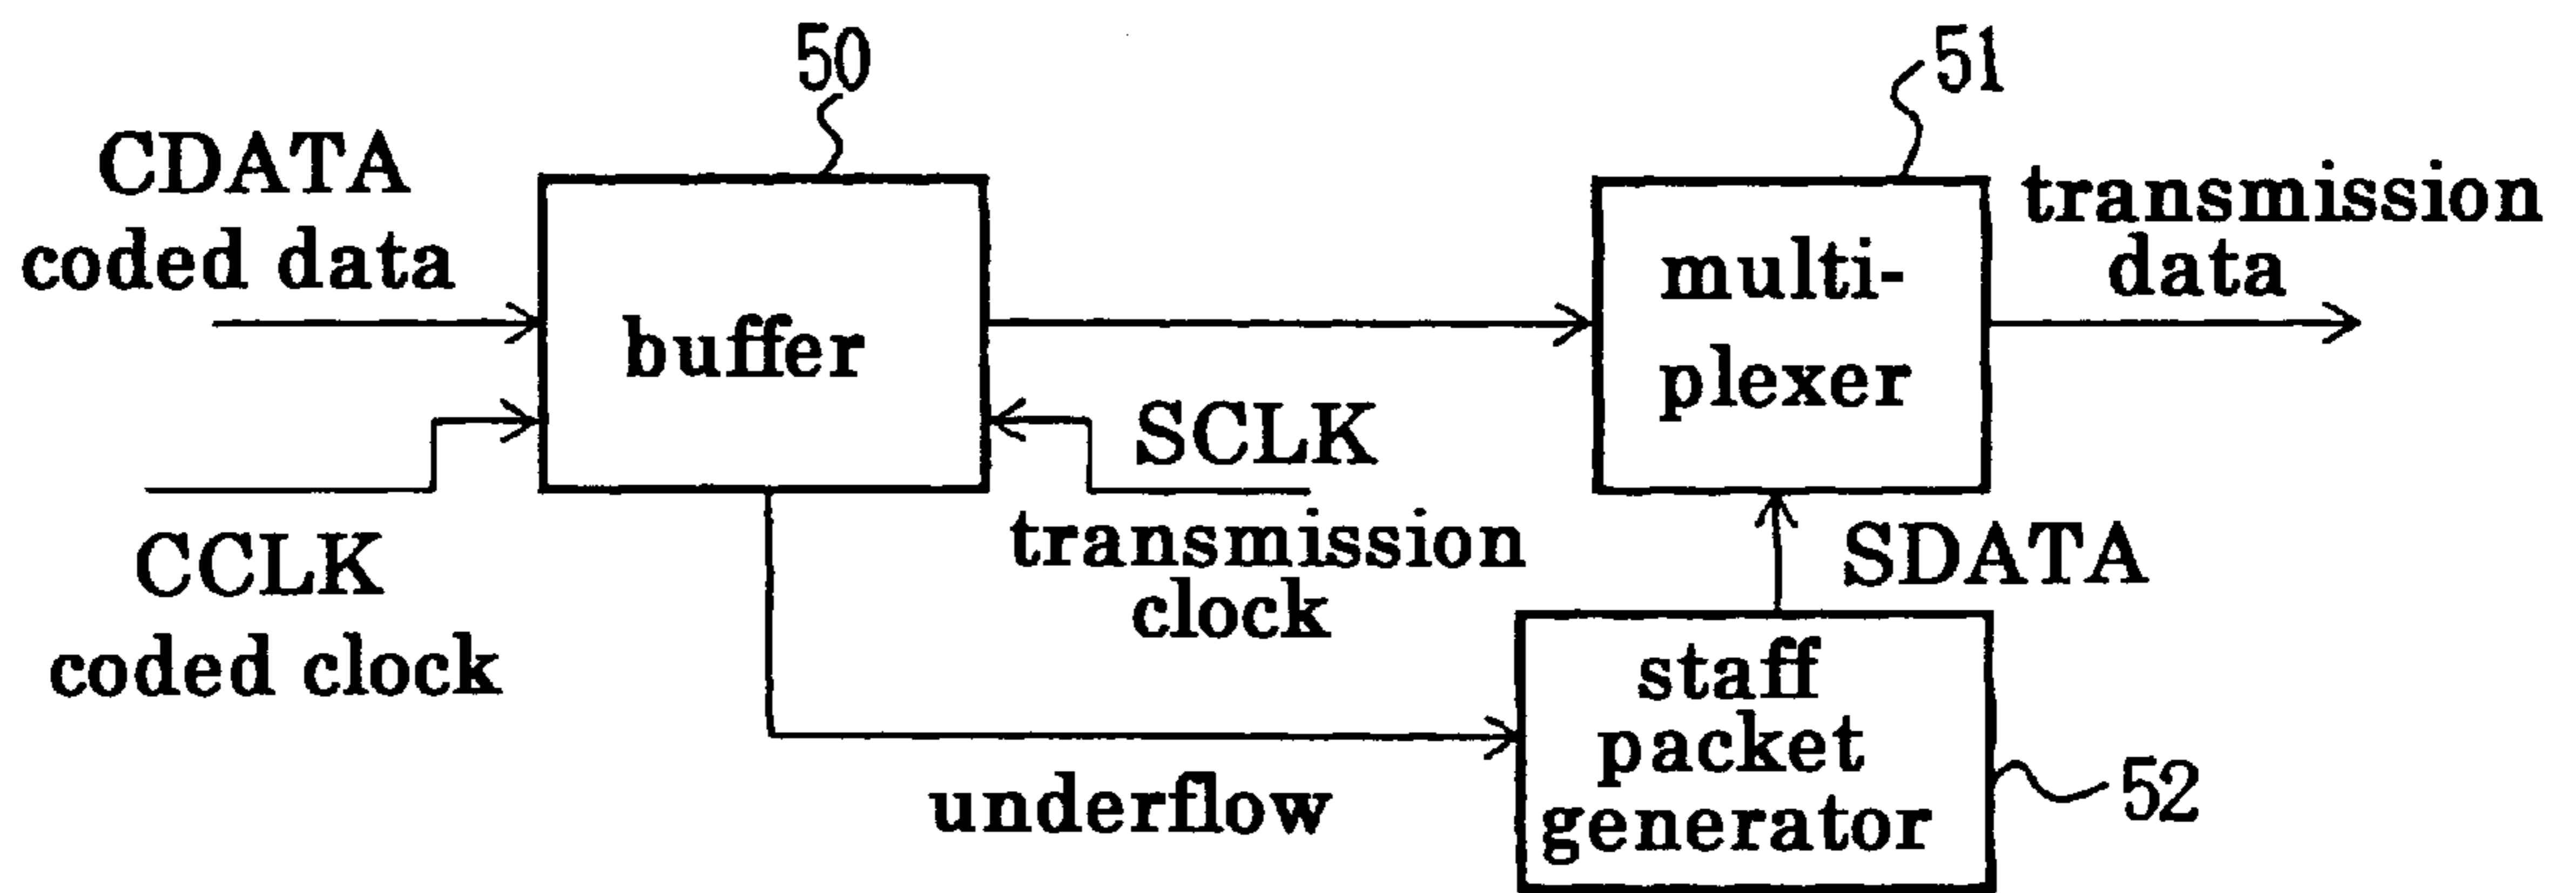 50
51
CDATA
coded data
buffer
multi-
plexer
transmission
data
SCLK
transmission
clock
CCLK
coded clock
SDATA
staff
packet
generator
underflow
52